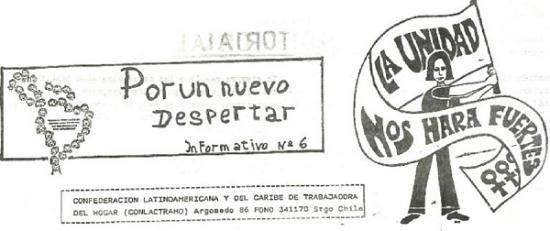 Por un nuevo
Despertar
Informativo Nº 6
LA UNIDAD
NOS HARA FUERTES
CONFEDERACION LATINOAMERICANA Y DEL CARIBE DE TRABAJADORA
DEL HOGAR (CONLACTRAHO) Argomedo 86 FONO 341170 Stgo Chile